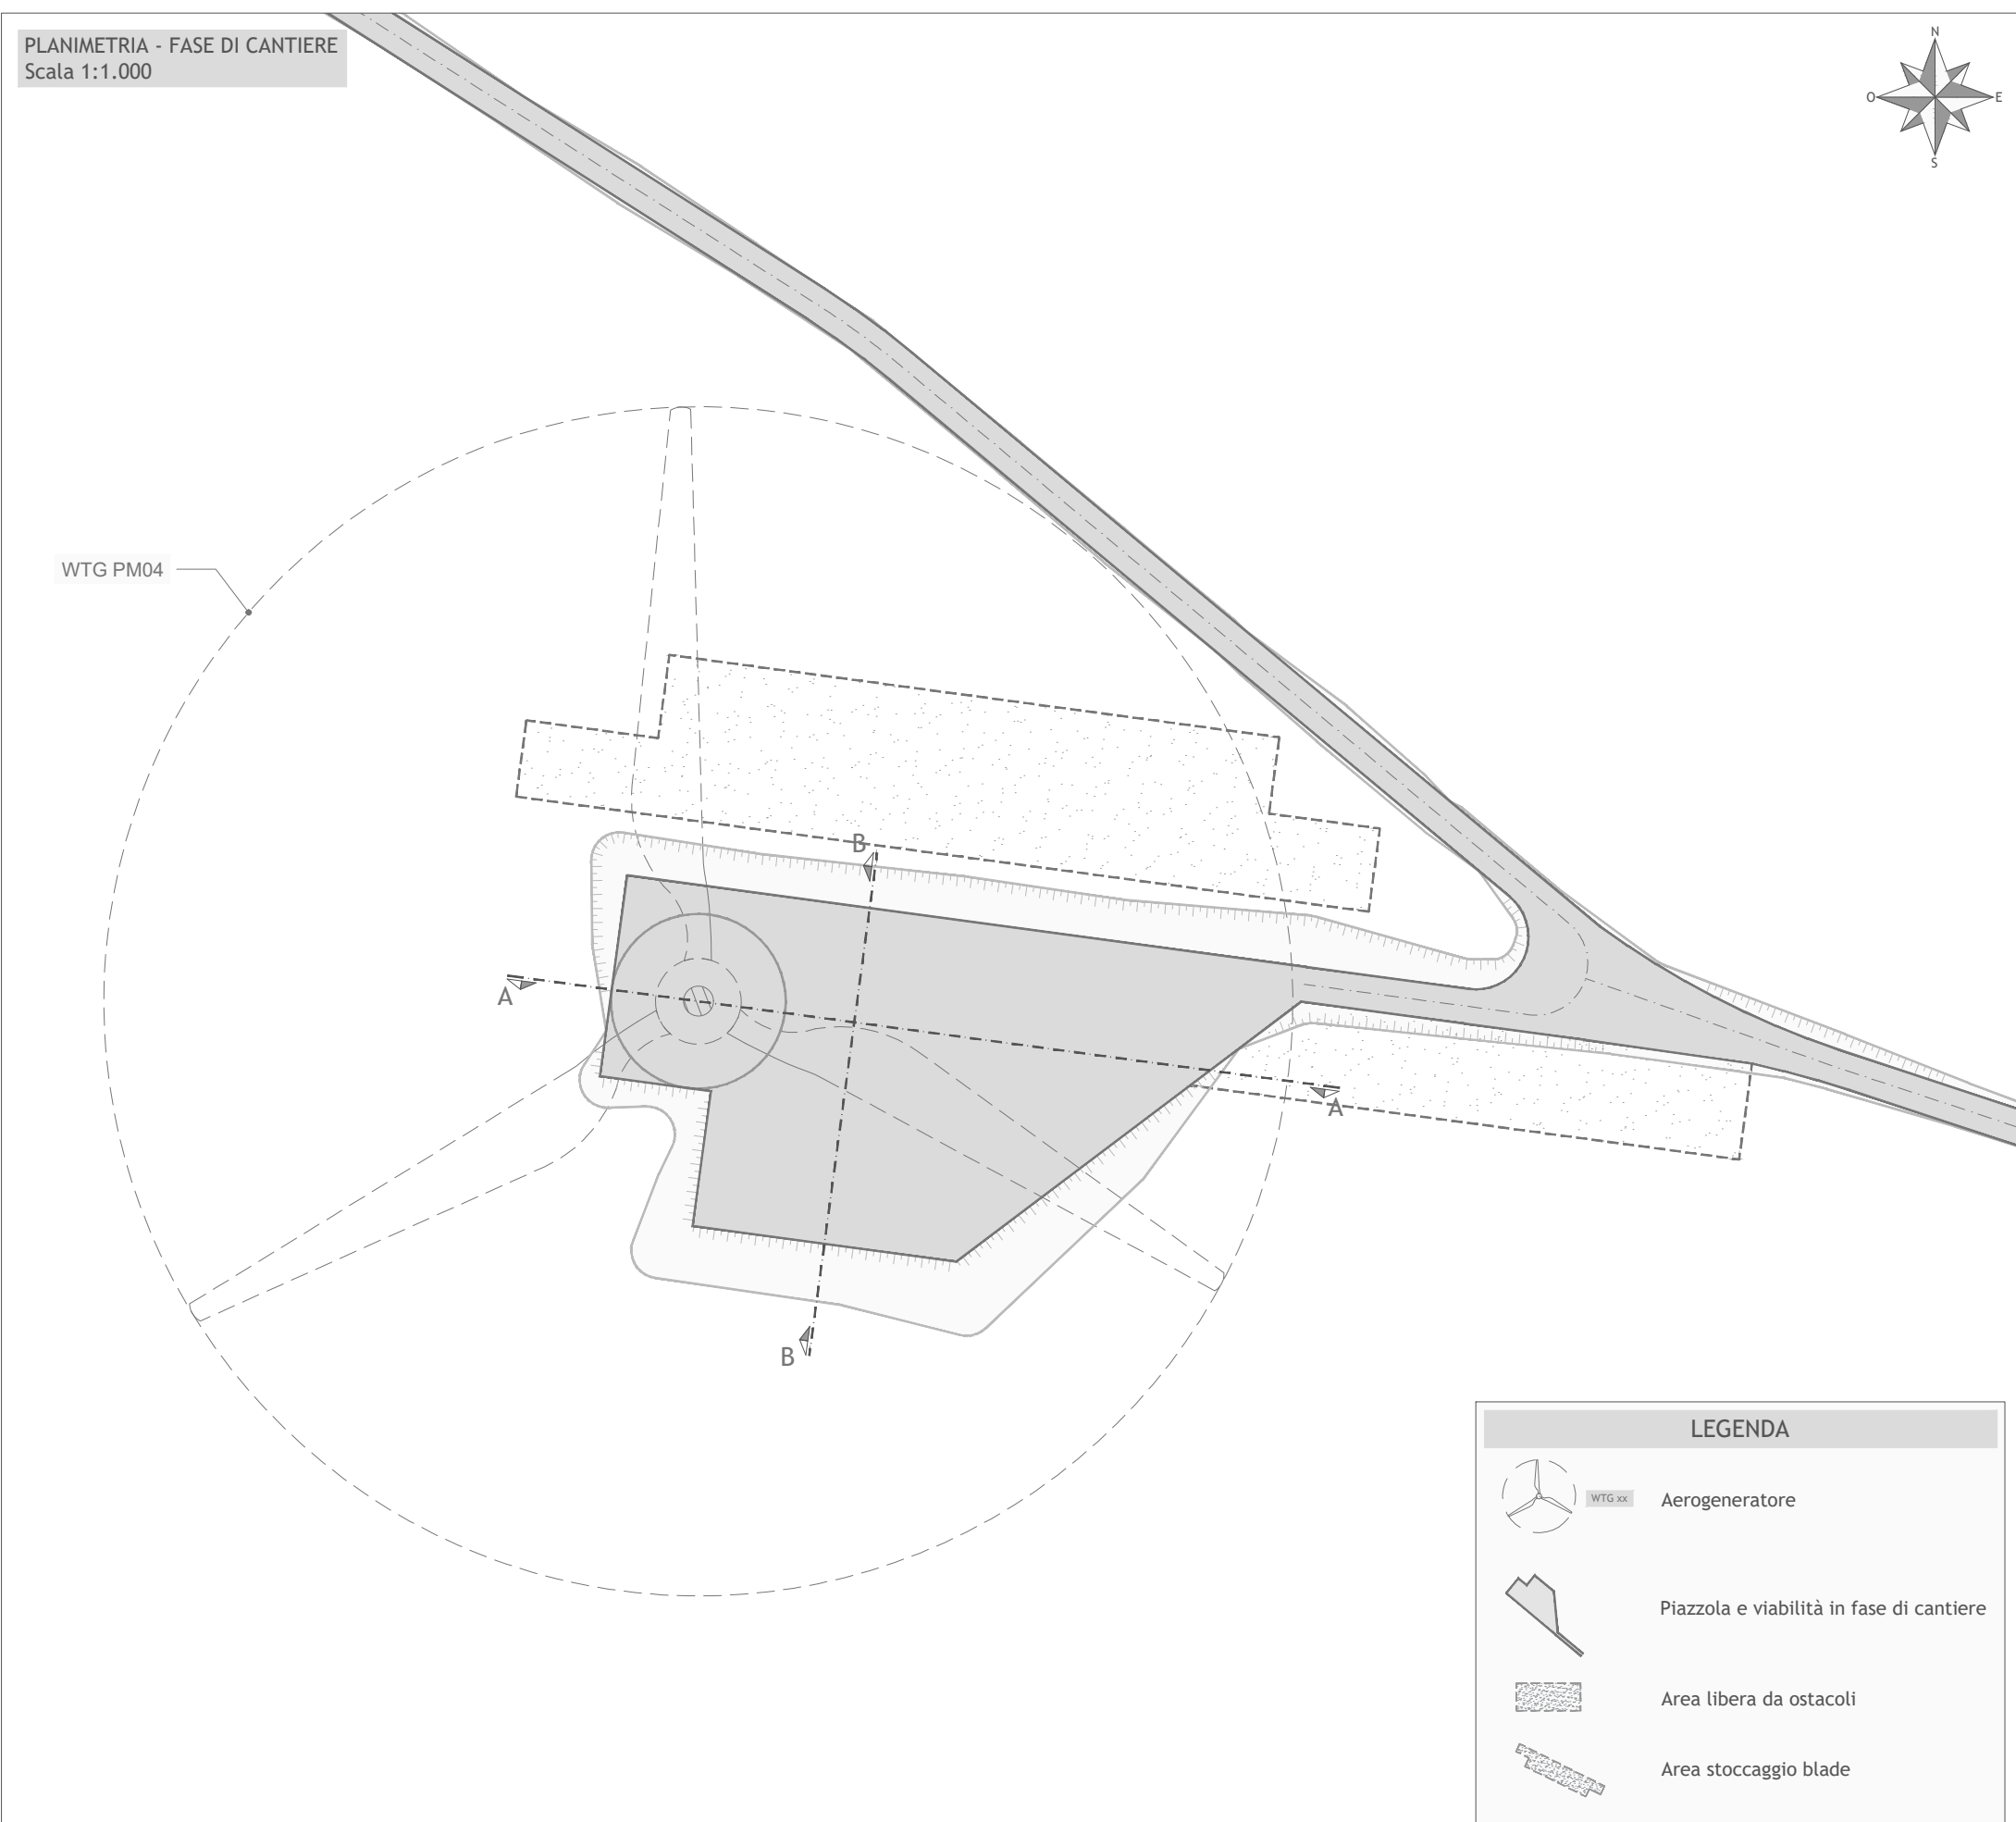 PLANIMETRIA - FASE DI CANTIERE
Scala 1:1.000
N
O
E
S
WTG PM04
B
A
A
B
LEGENDA
WTG xx
Aerogeneratore
Piazzola e viabilità in fase di cantiere
Area libera da ostacoli
Area stoccaggio blade